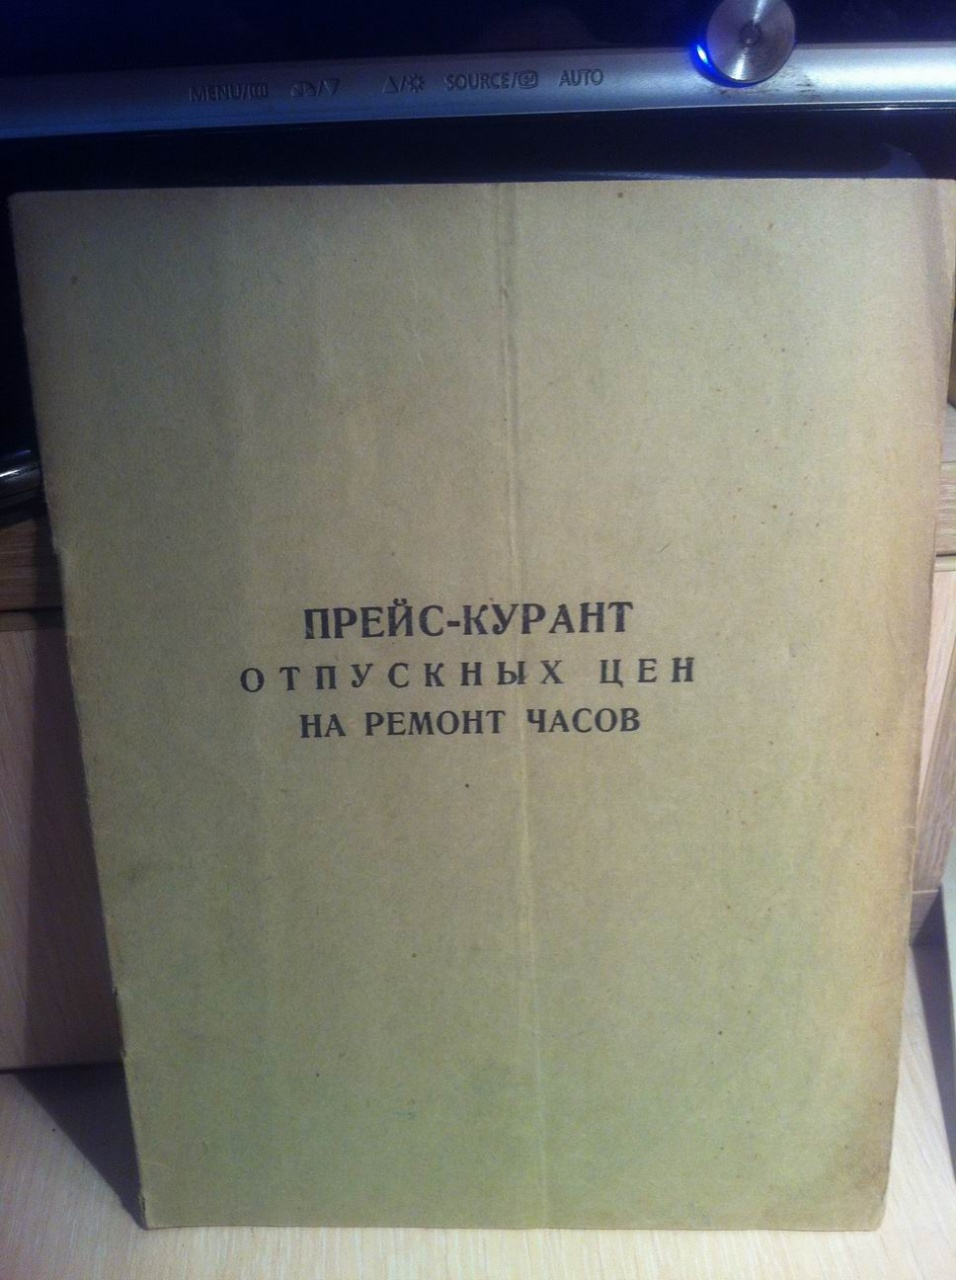 MENU/
/▽ △/
SOURCE/
AUTO
ПРЕЙС-КУРАНТ
ОТПУСКНЫХ ЦЕН
НА РЕМОНТ ЧАСОВ